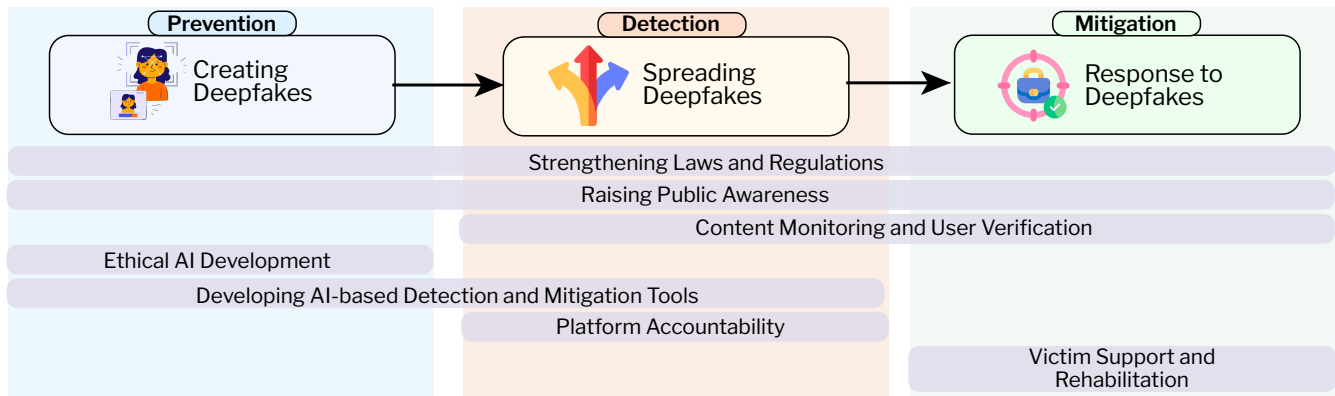 Prevention
Detection
Mitigation
Creating
Deepfakes
Spreading
Deepfakes
Response to
Deepfakes
Strengthening Laws and Regulations
Raising Public Awareness
Content Monitoring and User Verification
Ethical AI Development
Developing AI-based Detection and Mitigation Tools
Platform Accountability
Victim Support and
Rehabilitation